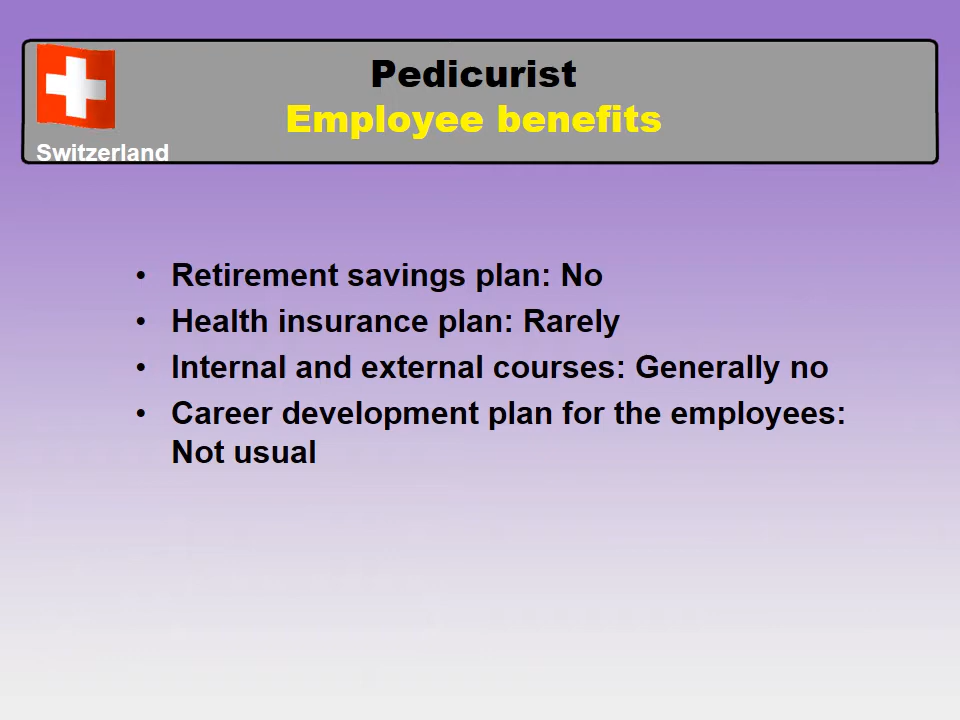 Pedicurist
Employee benefits
Switzerland
• Retirement savings plan: No
• Health insurance plan: Rarely
• Internal and external courses: Generally no
• Career development plan for the employees:
Not usual